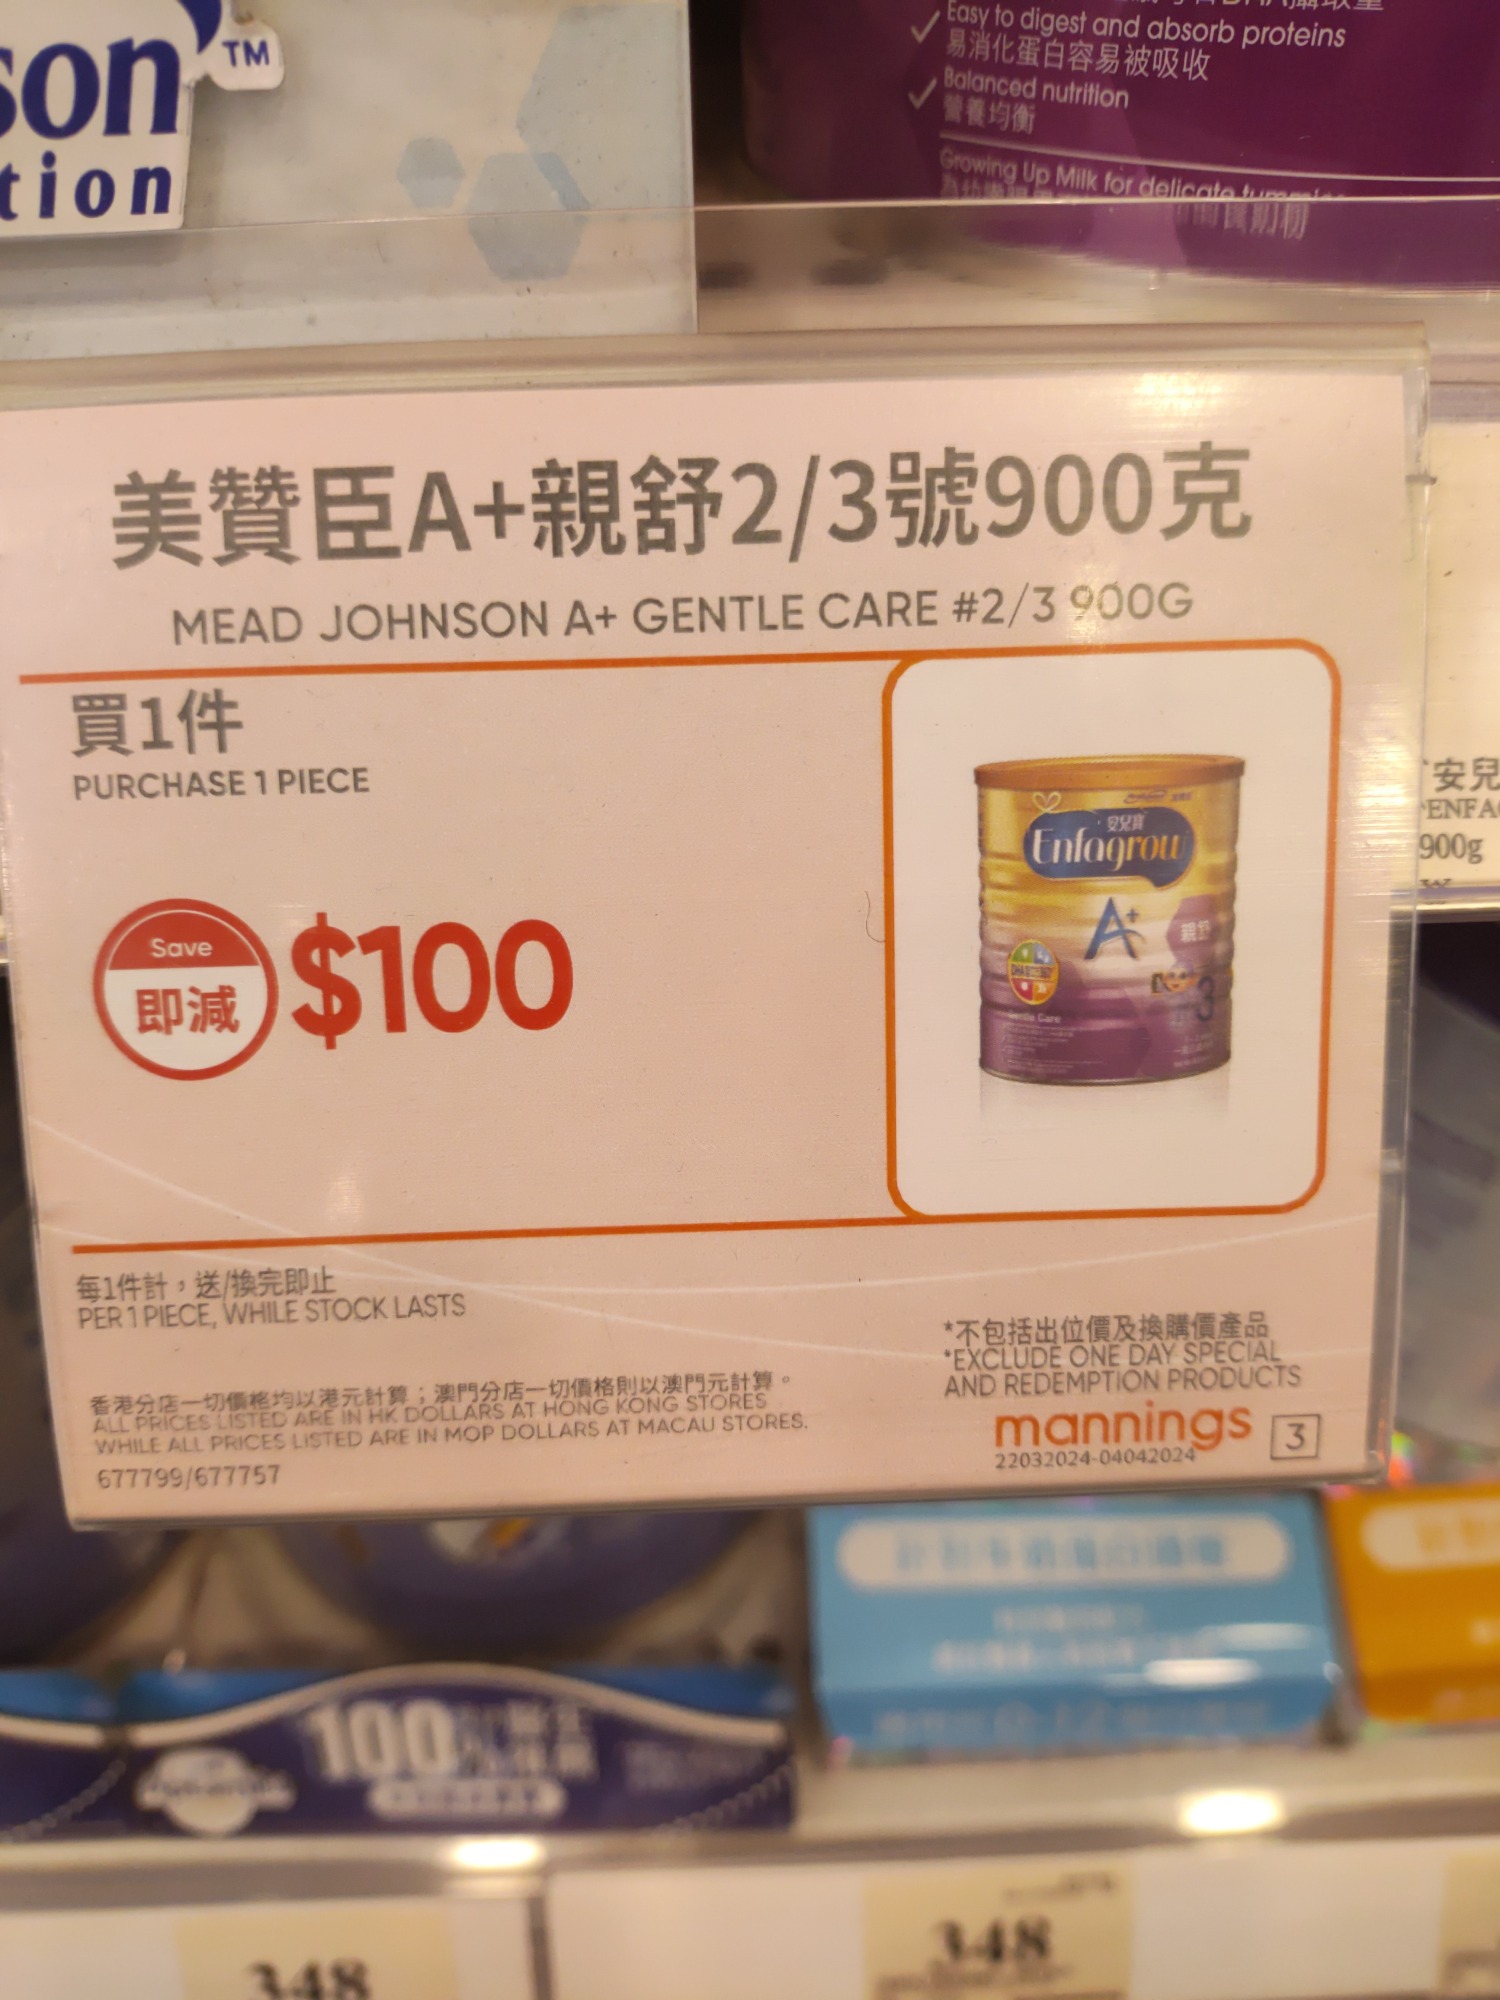 son™
tion
Easy to digest and absorb proteins
易消化蛋白容易被吸收
Balanced nutrition
營養均衡
Growing Up Milk for delicate
美贊臣A+親舒2/3號900克
MEAD JOHNSON A+ GENTLE CARE #2/3 900G
買1件
PURCHASE 1 PIECE
Save
即減
$100
安兒寶
Enfagrow
A+
親舒
3
Gentle Care
安兒
ENFA
900g
每1件計，送/換完即止
PER 1 PIECE, WHILE STOCK LASTS
*不包括出位價及換購價產品
*EXCLUDE ONE DAY SPECIAL
AND REDEMPTION PRODUCTS
香港分店一切價格均以港元計算；澳門分店一切價格則以澳門元計算。
ALL PRICES LISTED ARE IN HK DOLLARS AT HONG KONG STORES
WHILE ALL PRICES LISTED ARE IN MOP DOLLARS AT MACAU STORES.
677799/677757
mannings
22032024-04042024
3
100
348
348